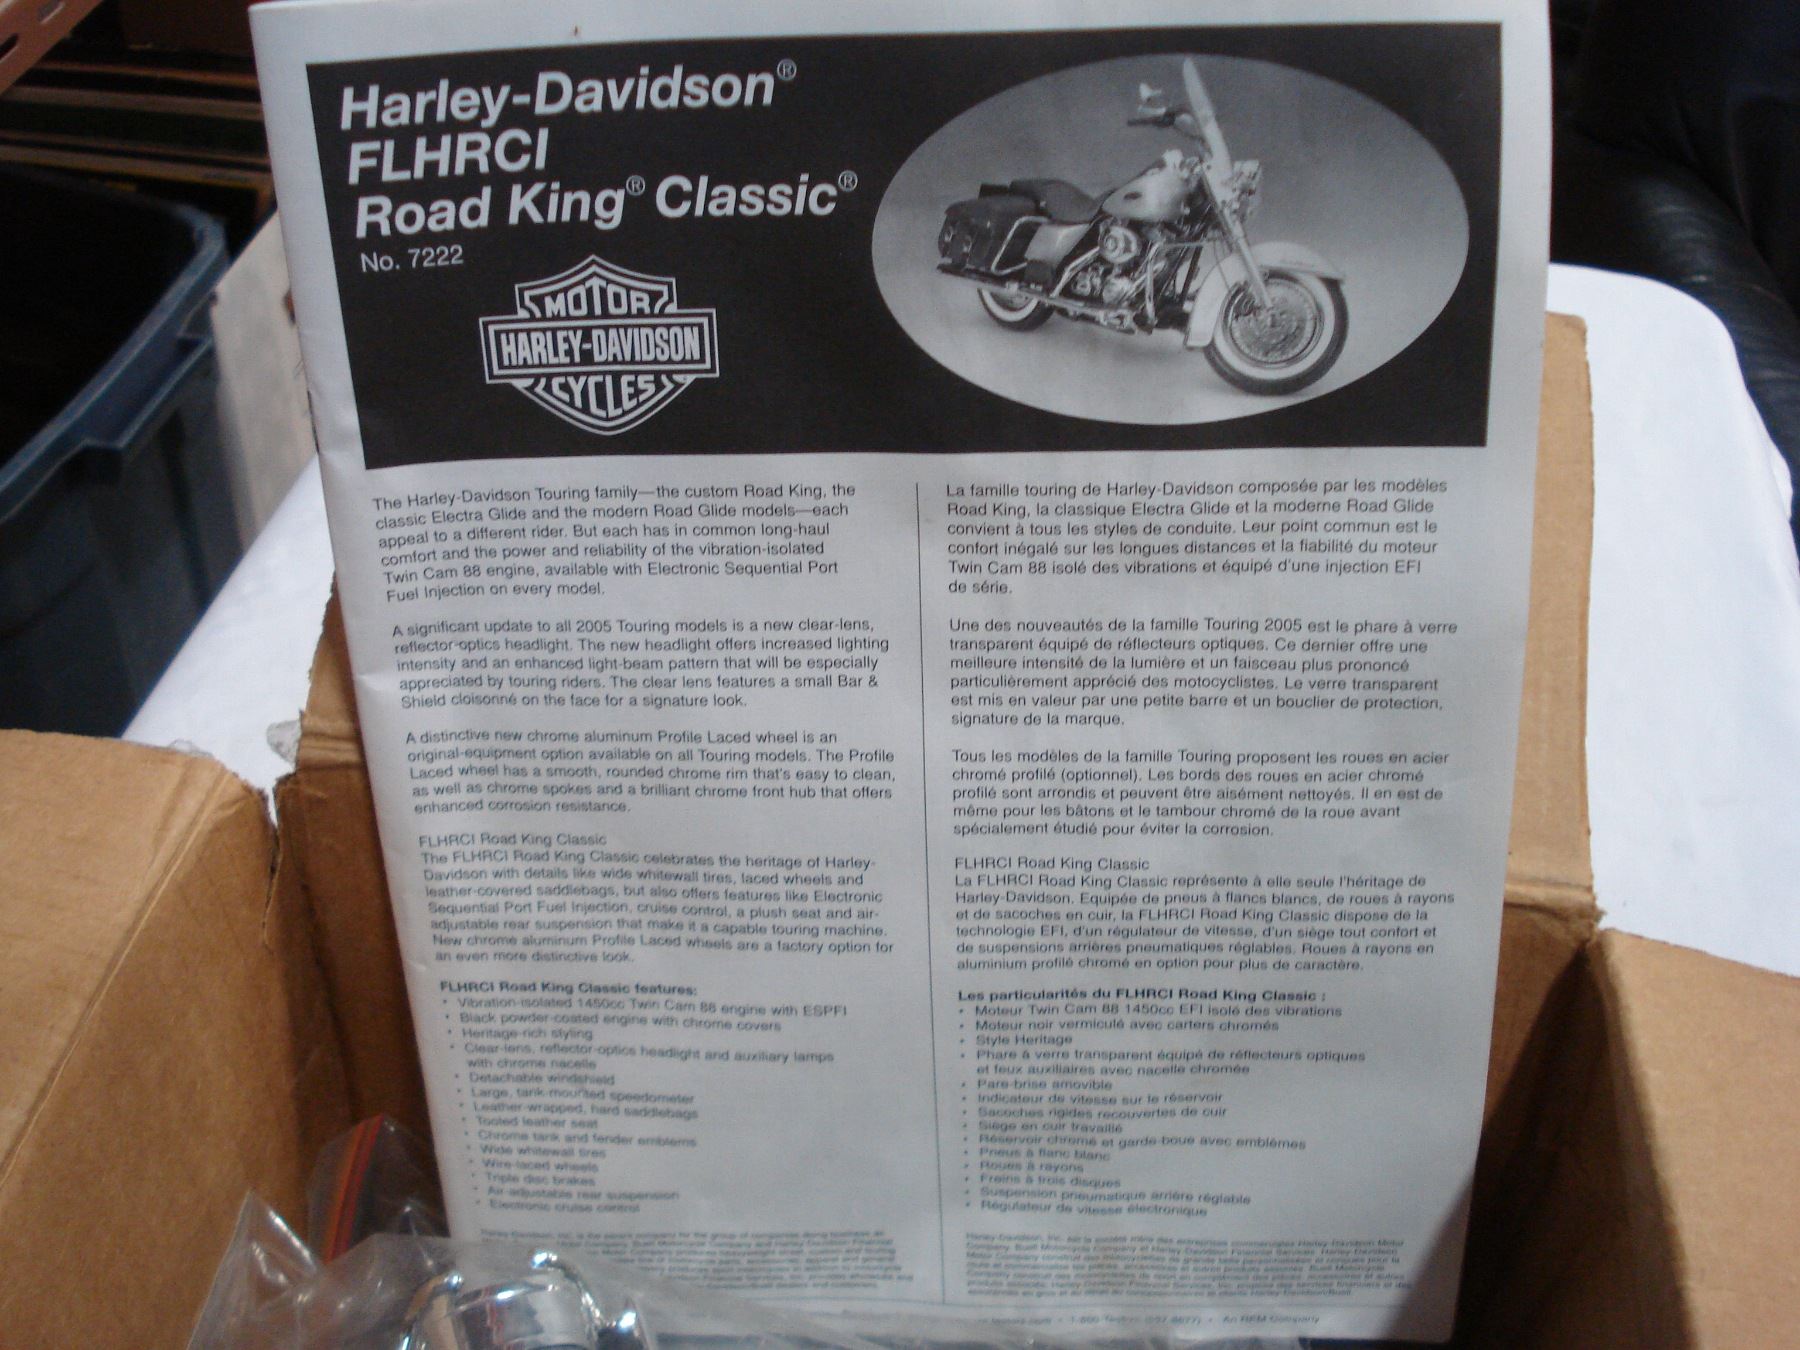 Harley-Davidson®
FLHRCI
Road King® Classic®
No. 7222
MOTOR
HARLEY-DAVIDSON
CYCLES
The Harley-Davidson Touring family—the custom Road King, the
classic Electra Glide and the modern Road Glide models—each
appeal to a different rider. But each has in common long-haul
comfort and the power and reliability of the vibration-isolated
Twin Cam 88 engine, available with Electronic Sequential Port
Fuel Injection on every model.
A significant update to all 2005 Touring models is a new clear-lens,
reflector-optics headlight. The new headlight offers increased lighting
intensity and an enhanced light-beam pattern that will be especially
appreciated by touring riders. The clear lens features a small Bar &
Shield cloisonné on the face for a signature look.
A distinctive new chrome aluminum Profile Laced wheel is an
original-equipment option available on all Touring models. The Profile
Laced wheel has a smooth, rounded chrome rim that's easy to clean,
as well as chrome spokes and a brilliant chrome front hub that offers
enhanced corrosion resistance.
FLHRCI Road King Classic
The FLHRCI Road King Classic celebrates the heritage of Harley-
Davidson with details like wide whitewall tires, laced wheels and
leather-covered saddlebags, but also offers features like Electronic
Sequential Port Fuel Injection, cruise control, a plush seat and air-
adjustable rear suspension that make it a capable touring machine.
New chrome aluminum Profile Laced wheels are a factory option for
an even more distinctive look.
FLHRCI Road King Classic features:
• Vibration-isolated 1450cc Twin Cam 88 engine with ESPFI
• Black powder-coated engine with chrome covers
• Heritage-rich styling
• Clear-lens, reflector-optics headlight and auxiliary lamps
with chrome nacelle
• Detachable windshield
• Large, tank-mounted speedometer
• Leather-wrapped, hard saddlebags
• Tooled leather seat
• Chrome tank and fender emblems
• Wide whitewall tires
• Wire-laced wheels
• Triple disc brakes
• Air-adjustable rear suspension
• Electronic cruise control
La famille touring de Harley-Davidson composée par les modèles
Road King, la classique Electra Glide et la moderne Road Glide
convient à tous les styles de conduite. Leur point commun est le
confort inégalé sur les longues distances et la fiabilité du moteur
Twin Cam 88 isolé des vibrations et équipé d'une injection EFI
de série.
Une des nouveautés de la famille Touring 2005 est le phare à verre
transparent équipé de réflecteurs optiques. Ce dernier offre une
meilleure intensité de la lumière et un faisceau plus prononcé
particulièrement apprécié des motocyclistes. Le verre transparent
est mis en valeur par une petite barre et un bouclier de protection,
signature de la marque.
Tous les modèles de la famille Touring proposent les roues en acier
chromé profilé (optionnel). Les bords des roues en acier chromé
profilé sont arrondis et peuvent être aisément nettoyés. Il en est de
même pour les bâtons et le tambour chromé de la roue avant
spécialement étudié pour éviter la corrosion.
FLHRCI Road King Classic
La FLHRCI Road King Classic représente à elle seule l'héritage de
Harley-Davidson. Equipée de pneus à flancs blancs, de roues à rayons
et de sacoches en cuir, la FLHRCI Road King Classic dispose de la
technologie EFI, d'un régulateur de vitesse, d'un siège tout confort et
de suspensions arrières pneumatiques réglables. Roues à rayons en
aluminium profilé chromé en option pour plus de caractère.
Les particularités du FLHRCI Road King Classic :
• Moteur Twin Cam 88 1450cc EFI isolé des vibrations
• Moteur noir vermiculé avec carters chromés
• Style Heritage
• Phare à verre transparent équipé de réflecteurs optiques
et feux auxiliaires avec nacelle chromée
• Pare-brise amovible
• Indicateur de vitesse sur le réservoir
• Sacoches rigides recouvertes de cuir
• Siège en cuir travaillé
• Réservoir chromé et garde boue avec emblèmes
• Pneus à flanc blanc
• Roues à rayons
• Freins à trois disques
• Suspension pneumatique arrière réglable
• Régulateur de vitesse électronique